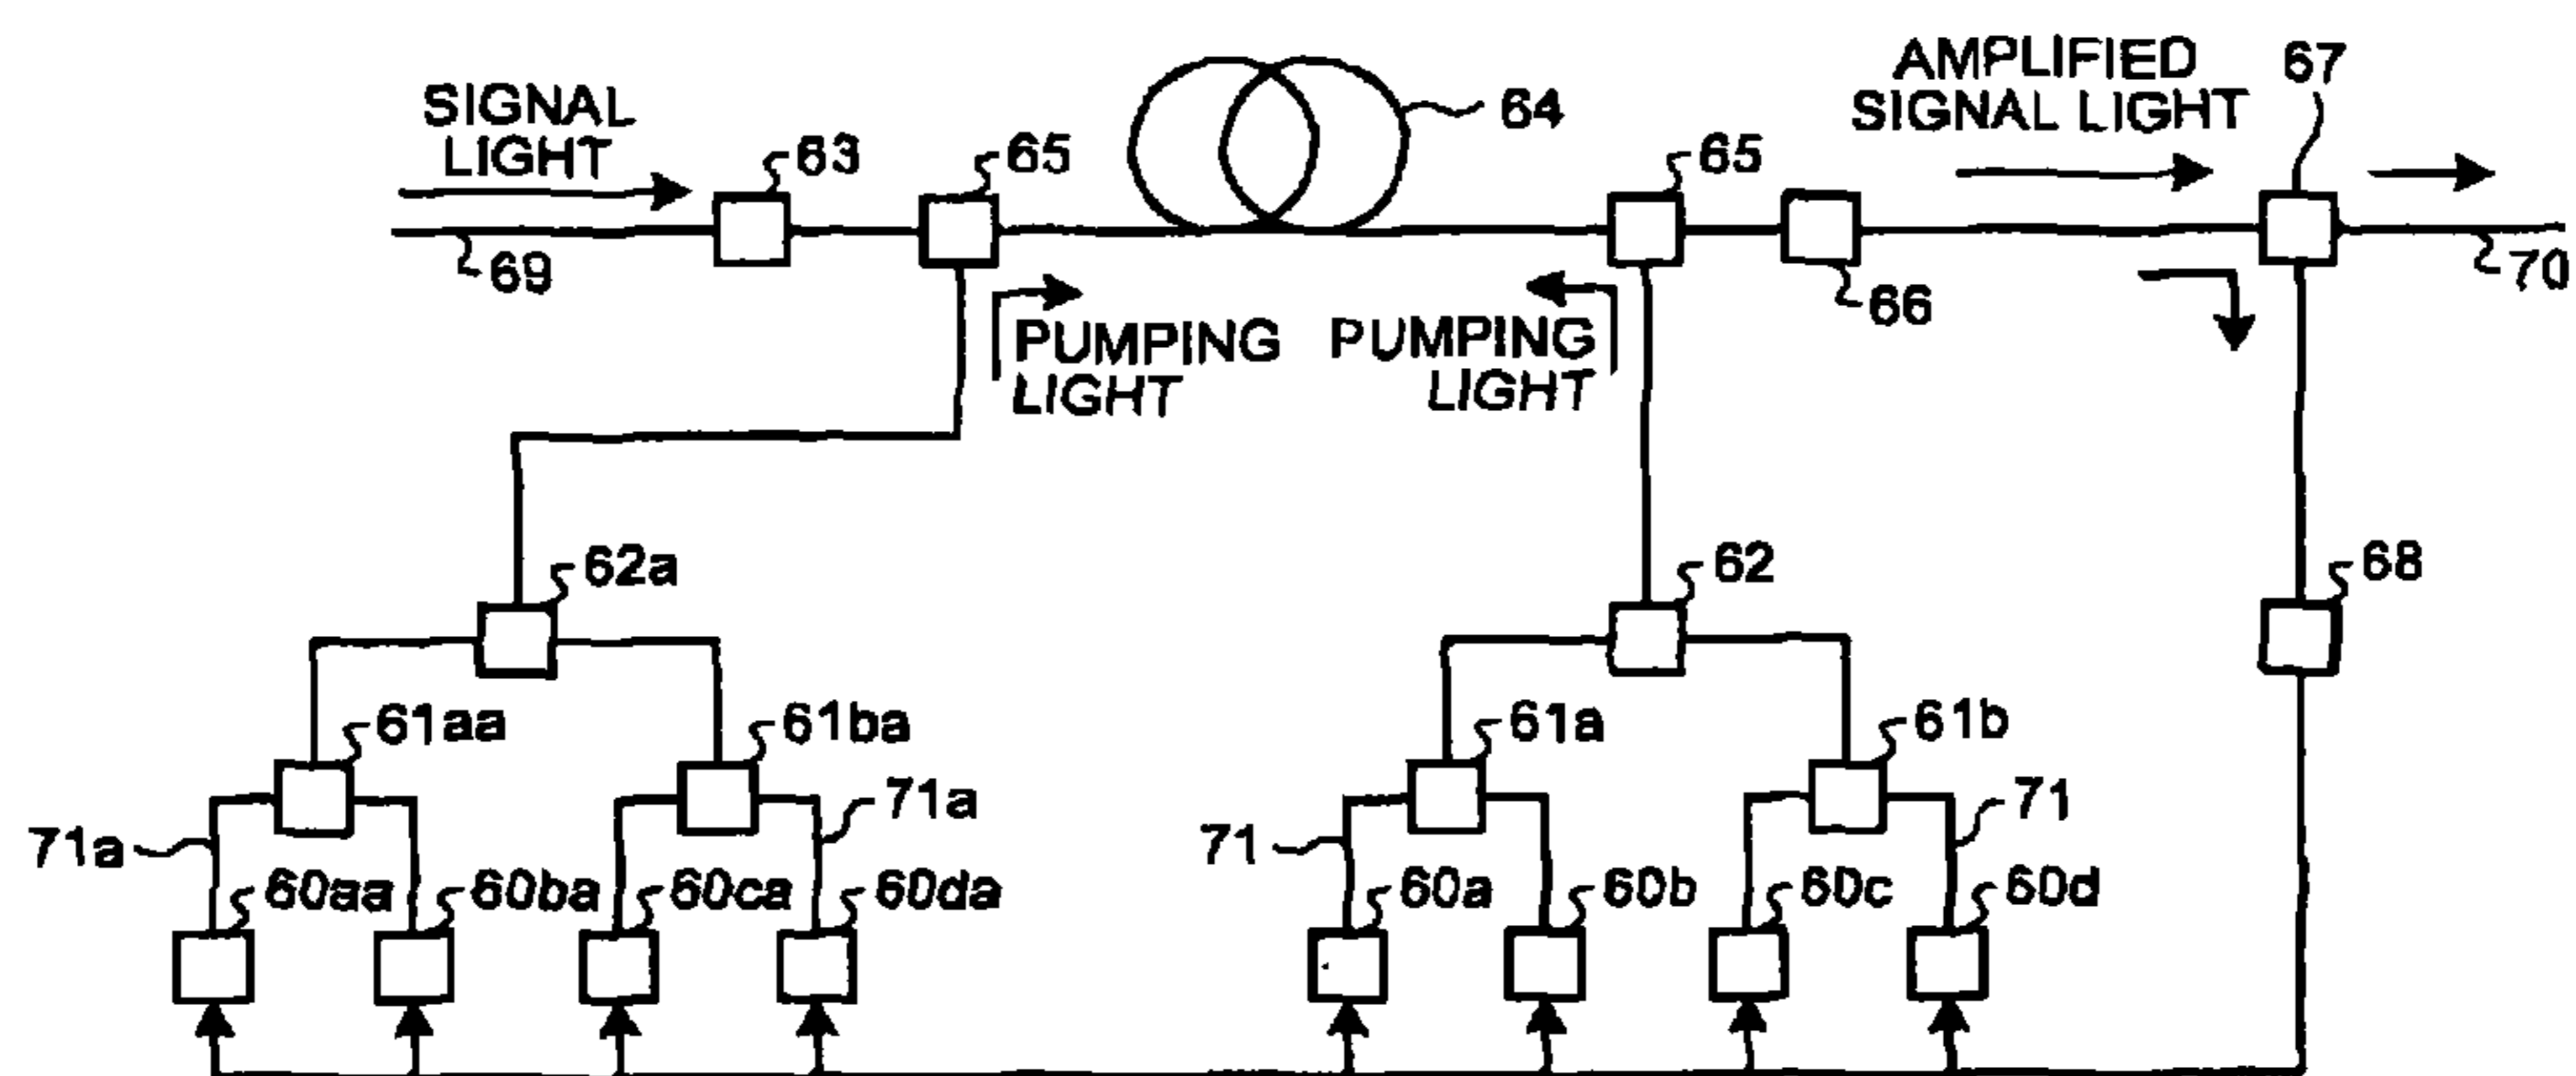 AMPLIFIED
SIGNAL LIGHT
67
SIGNAL
LIGHT
63
65
64
65
69
66
70
PUMPING
LIGHT
PUMPING
LIGHT
62a
62
68
61aa
61ba
61a
61b
71a
71a
71
71
60aa
60ba
60ca
60da
60a
60b
60c
60d